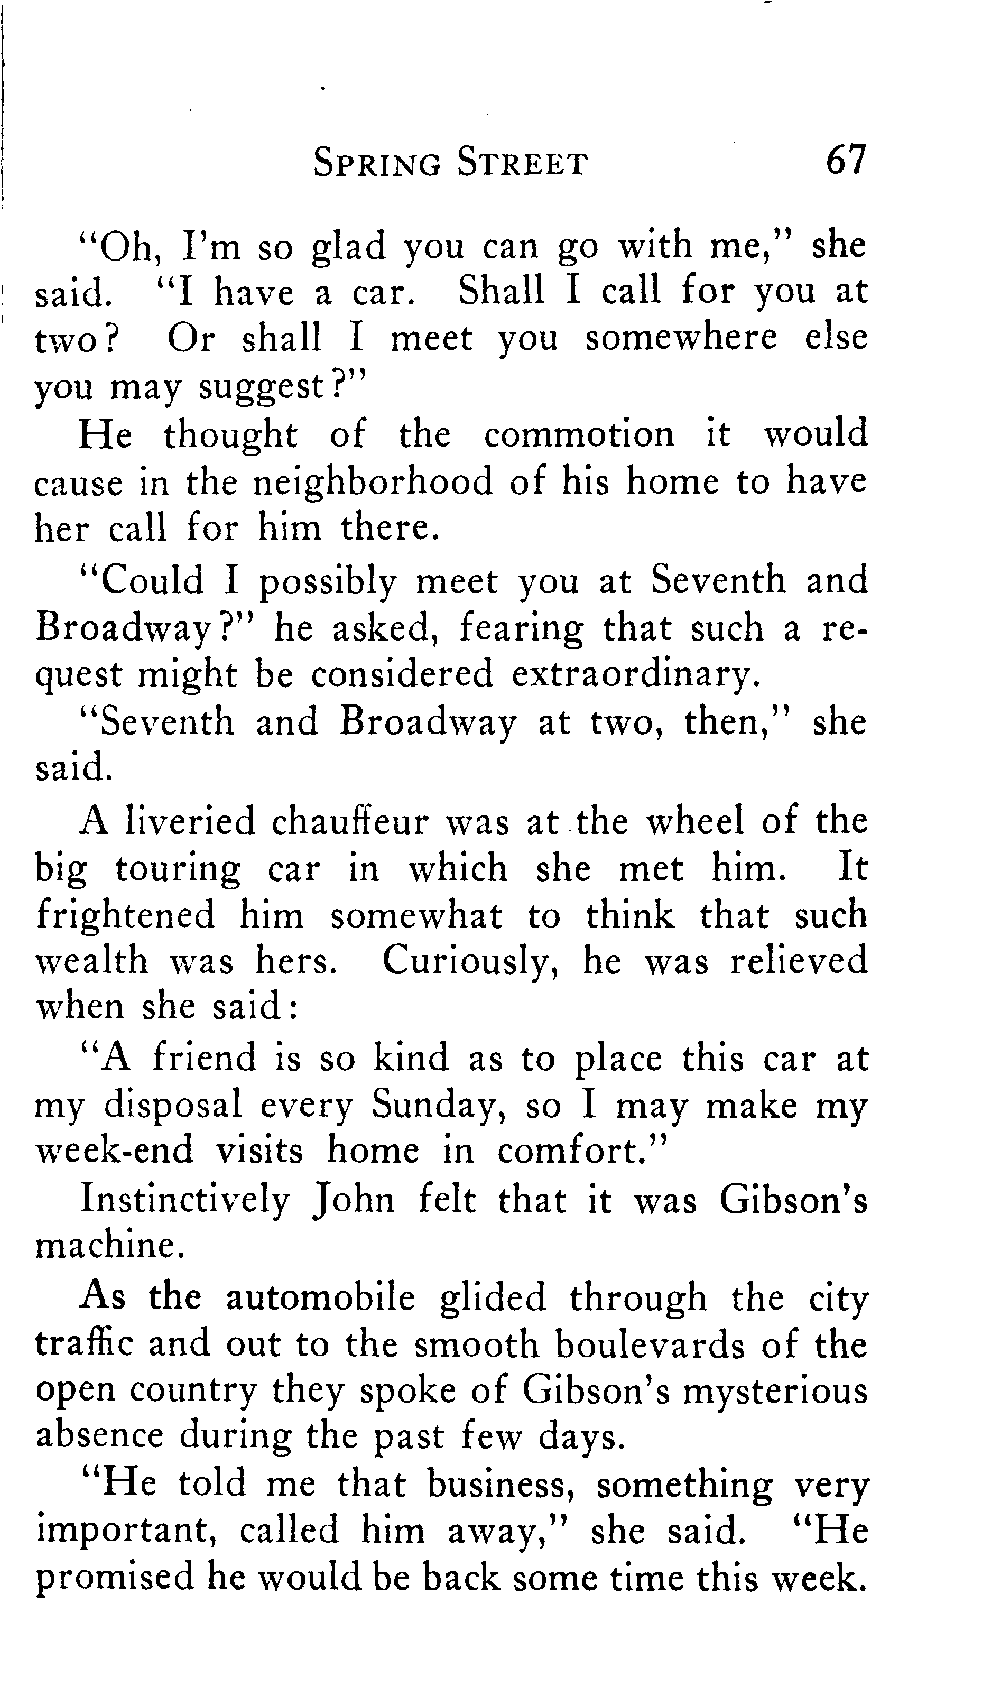 SPRING STREET 67
"Oh, I'm so glad you can go with me," she
said. "I have a car. Shall I call for you at
two? Or shall I meet you somewhere else
you may suggest?"
He thought of the commotion it would
cause in the neighborhood of his home to have
her call for him there.
"Could I possibly meet you at Seventh and
Broadway?" he asked, fearing that such a re-
quest might be considered extraordinary.
"Seventh and Broadway at two, then," she
said.
A liveried chauffeur was at the wheel of the
big touring car in which she met him. It
frightened him somewhat to think that such
wealth was hers. Curiously, he was relieved
when she said:
"A friend is so kind as to place this car at
my disposal every Sunday, so I may make my
week-end visits home in comfort."
Instinctively John felt that it was Gibson's
machine.
As the automobile glided through the city
traffic and out to the smooth boulevards of the
open country they spoke of Gibson's mysterious
absence during the past few days.
"He told me that business, something very
important, called him away," she said. "He
promised he would be back some time this week.